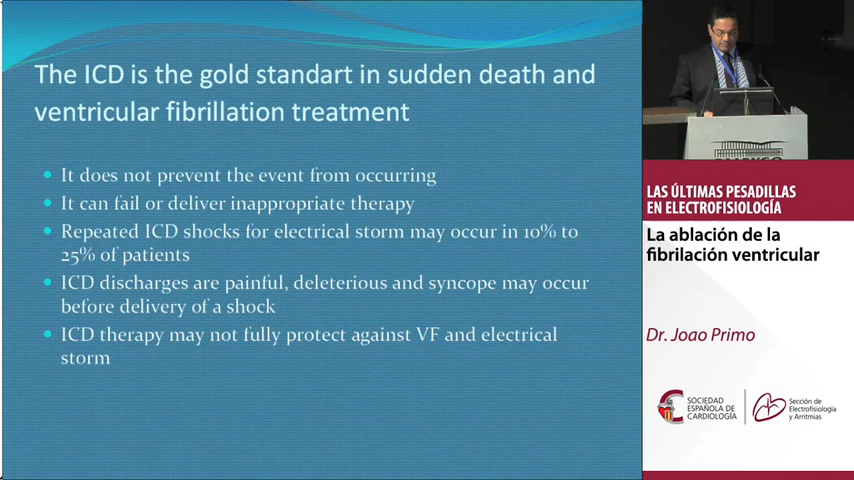 The ICD is the gold standart in sudden death and
ventricular fibrillation treatment
It does not prevent the event from occurring
It can fail or deliver inappropriate therapy
Repeated ICD shocks for electrical storm may occur in 10% to
25% of patients
ICD discharges are painful, deleterious and syncope may occur
before delivery of a shock
ICD therapy may not fully protect against VF and electrical
storm
LAS ÚLTIMAS PESADILLAS
EN ELECTROFISIOLOGÍA
La ablación de la
fibrilación ventricular
Dr. Joao Primo
SOCIEDAD
ESPAÑOLA DE
CARDIOLOGÍA
Sección de
Electrofisiología
y Arritmias